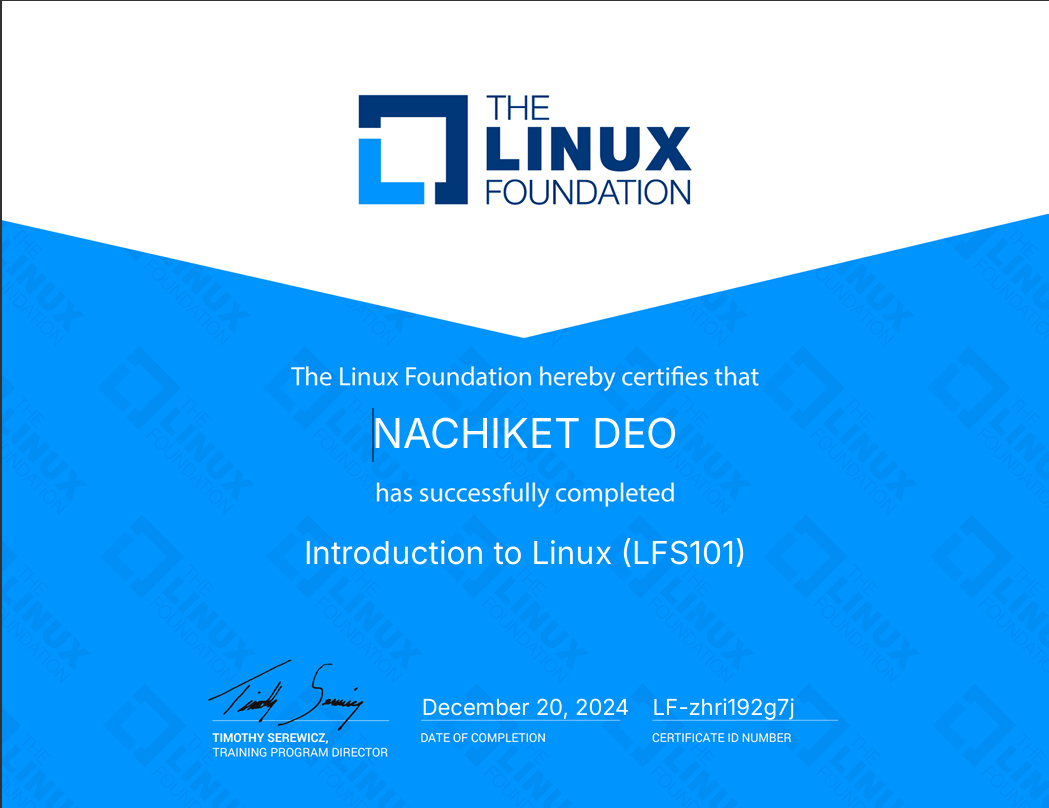 THE
LINUX
FOUNDATION
The Linux Foundation hereby certifies that
NACHIKET DEO
has successfully completed
Introduction to Linux (LFS101)
Timothy Serewicz
December 20, 2024
LF-zhri192g7j
TIMOTHY SEREWICZ,
TRAINING PROGRAM DIRECTOR
DATE OF COMPLETION
CERTIFICATE ID NUMBER